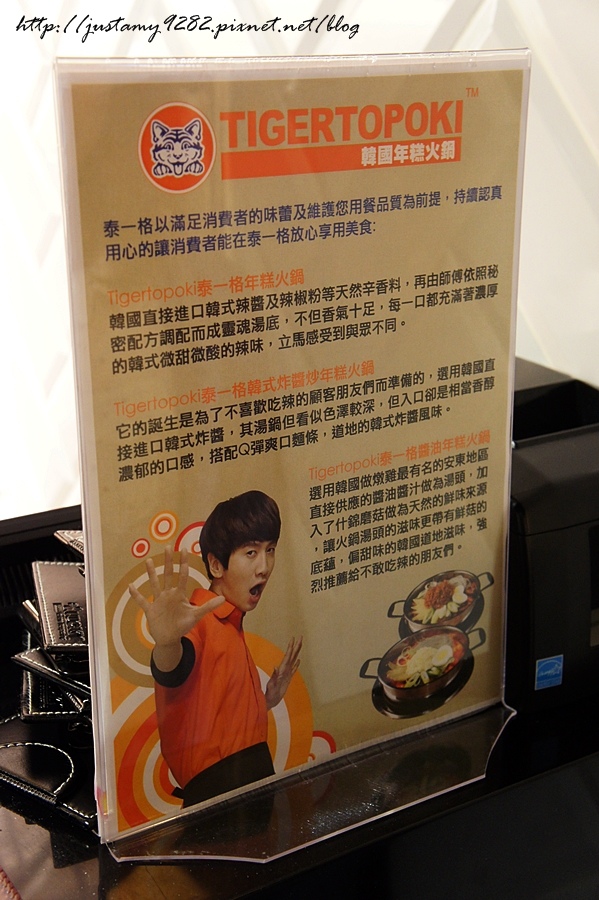 http://justamy9282.pixnet.net/blog
TIGERTOPOKI™
韓國年糕火鍋
泰一格以滿足消費者的味蕾及維護您用餐品質為前提，持續認真
用心的讓消費者能在泰一格放心享用美食:
Tigertopoki泰一格年糕火鍋
韓國直接進口韓式辣醬及辣椒粉等天然辛香料，再由師傅依照秘
密配方調配而成靈魂湯底，不但香氣十足，每一口都充滿著濃厚
的韓式微甜微酸的辣味，立馬感受到與眾不同。
Tigertopoki泰一格韓式炸醬炒年糕火鍋
它的誕生是為了不喜歡吃辣的顧客朋友們而準備的，選用韓國直
接進口韓式炸醬，其湯鍋但看似色澤較深，但入口卻是相當香醇
濃郁的口感，搭配Q彈爽口麵條，道地的韓式炸醬風味。
Tigertopoki泰一格醬油年糕火鍋
選用韓國做燉雞最有名的安東地區
直接供應的醬油醬汁做為湯頭，加
入了什錦磨菇做為天然的鮮味來源
，讓火鍋湯頭的滋味更帶有鮮菇的
底蘊，偏甜味的韓國道地滋味，強
烈推薦給不敢吃辣的朋友們。